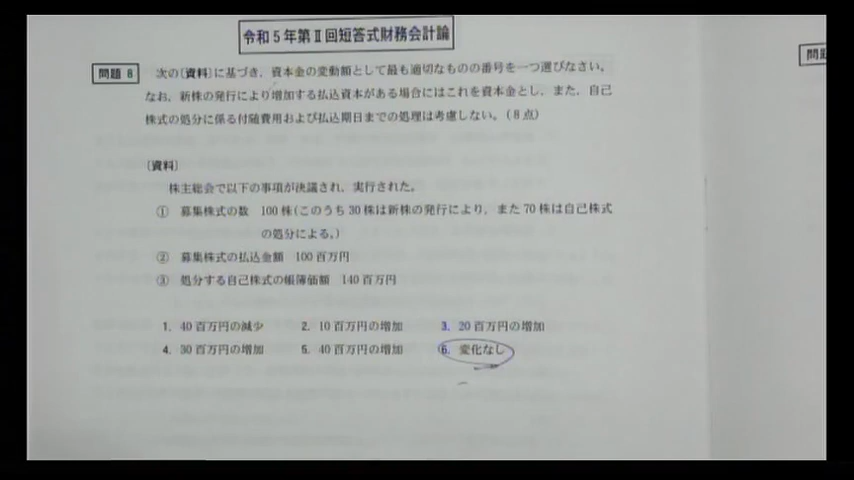 令和5年第Ⅱ回短答式財務会計論
問題 8 次の〔資料〕に基づき，資本金の変動額として最も適切なものの番号を一つ選びなさい。
なお，新株の発行により増加する払込資本がある場合にはこれを資本金とし，また，自己
株式の処分に係る付随費用および払込期日までの処理は考慮しない。(8点)
〔資料〕
株主総会で以下の事項が決議され，実行された。
① 募集株式の数 100株(このうち30株は新株の発行により，また70株は自己株式
の処分による。)
② 募集株式の払込金額 100百万円
③ 処分する自己株式の帳簿価額 140百万円
1. 40百万円の減少 2. 10百万円の増加 3. 20百万円の増加
4. 30百万円の増加 5. 40百万円の増加 6. 変化なし
問題